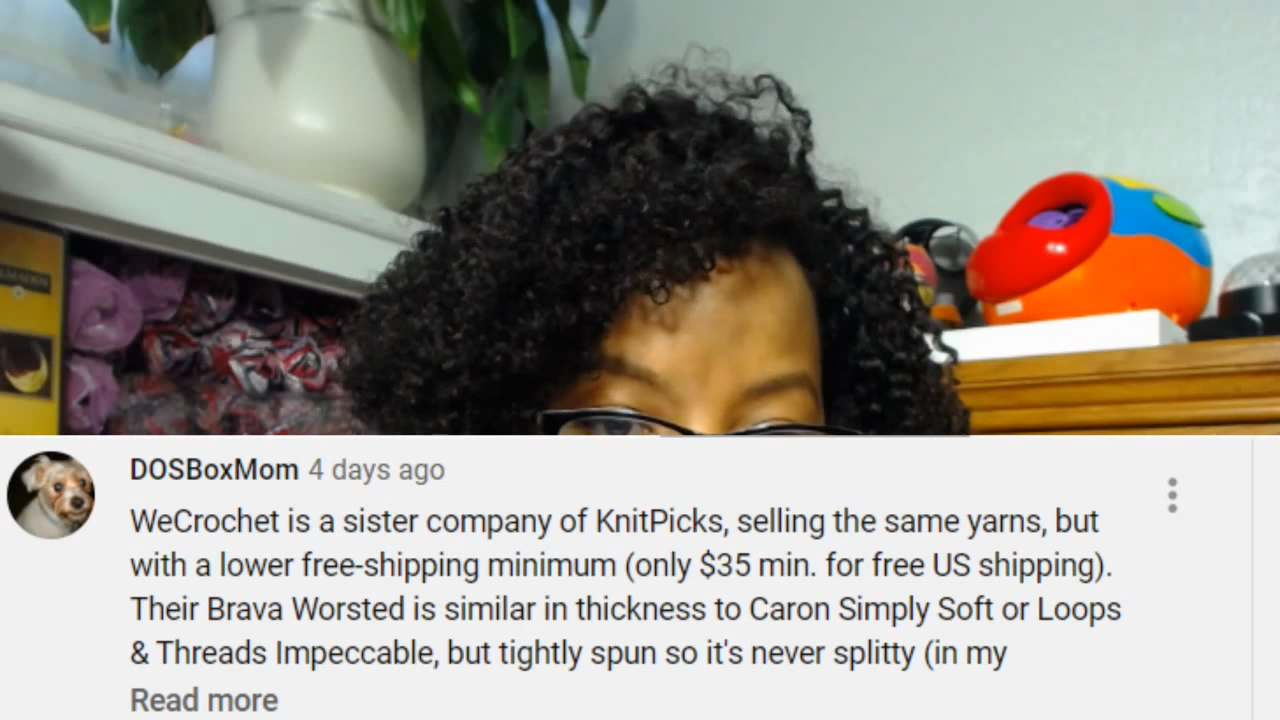 DOSBoxMom 4 days ago
WeCrochet is a sister company of KnitPicks, selling the same yarns, but
with a lower free-shipping minimum (only $35 min. for free US shipping).
Their Brava Worsted is similar in thickness to Caron Simply Soft or Loops
& Threads Impeccable, but tightly spun so it's never splitty (in my
Read more